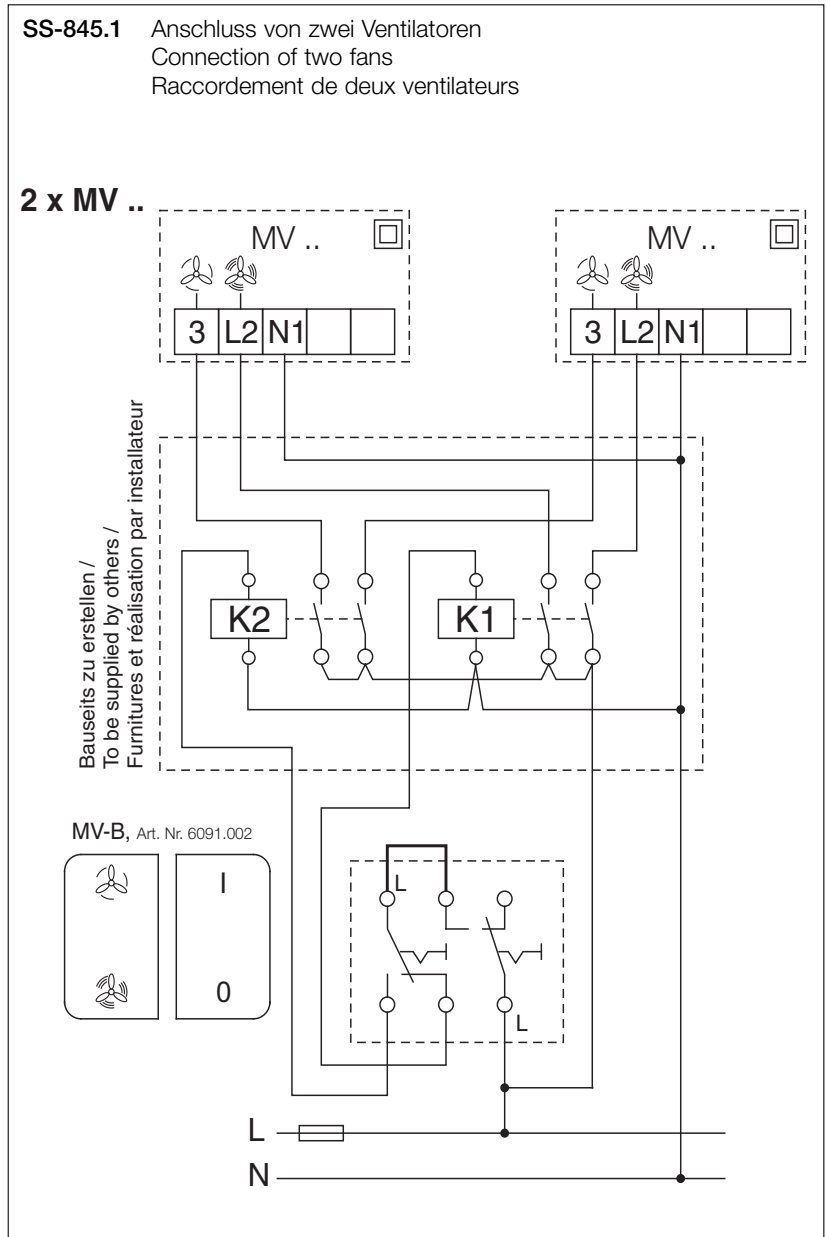 SS-845.1 Anschluss von zwei Ventilatoren
Connection of two fans
Raccordement de deux ventilateurs
2 x MV ..
MV ..
MV ..
3 L2 N1
3 L2 N1
Bauseits zu erstellen /
To be supplied by others /
Furnitures et réalisation par installateur
K2
K1
MV-B, Art. Nr. 6091.002
I
0
L
L
L
N